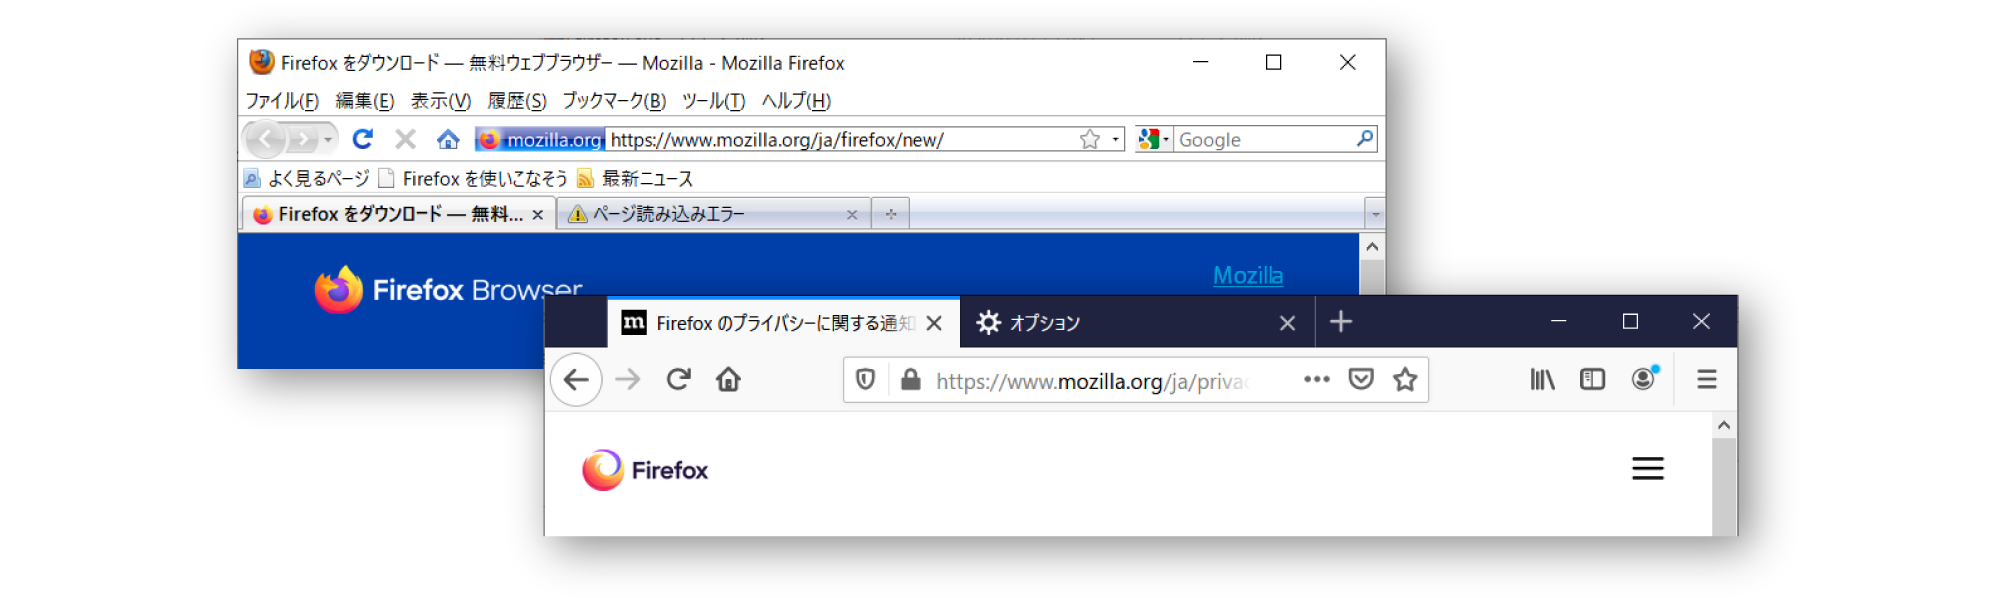 Firefox をダウンロード — 無料ウェブブラウザー — Mozilla - Mozilla Firefox
ファイル(F) 編集(E) 表示(V) 履歴(S) ブックマーク(B) ツール(T) ヘルプ(H)
mozilla.org https://www.mozilla.org/ja/firefox/new/ Google
よく見るページ Firefox を使いこなそう 最新ニュース
Firefox をダウンロード — 無料... ページ読み込みエラー
Firefox Browser Mozilla
m Firefox のプライバシーに関する通知 オプション
https://www.mozilla.org/ja/priva
Firefox